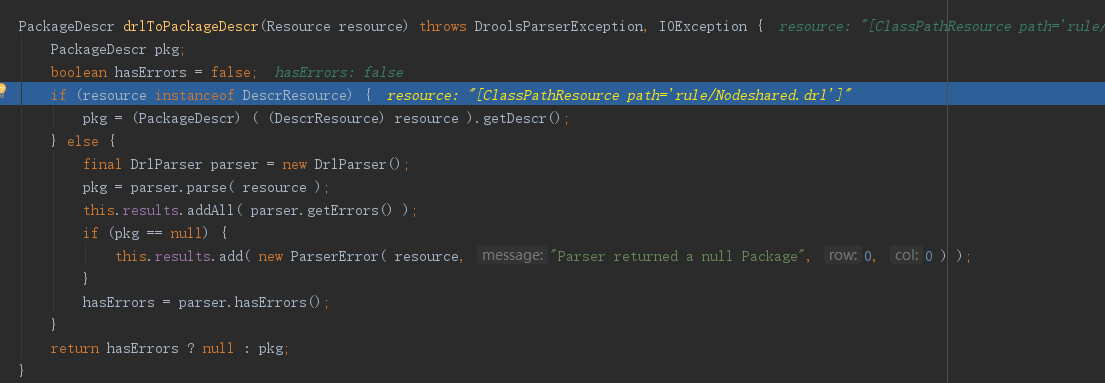 PackageDescr drlToPackageDescr(Resource resource) throws DroolsParserException, IOException {  resource: "[ClassPathResource path='rule/
    PackageDescr pkg;
    boolean hasErrors = false;  hasErrors: false
    if (resource instanceof DescrResource) {  resource: "[ClassPathResource path='rule/Nodeshared.drl']"
        pkg = (PackageDescr) ( (DescrResource) resource ).getDescr();
    } else {
        final DrlParser parser = new DrlParser();
        pkg = parser.parse( resource );
        this.results.addAll( parser.getErrors() );
        if (pkg == null) {
            this.results.add( new ParserError( resource, message: "Parser returned a null Package", row: 0, col: 0 ) );
        }
        hasErrors = parser.hasErrors();
    }
    return hasErrors ? null : pkg;
}